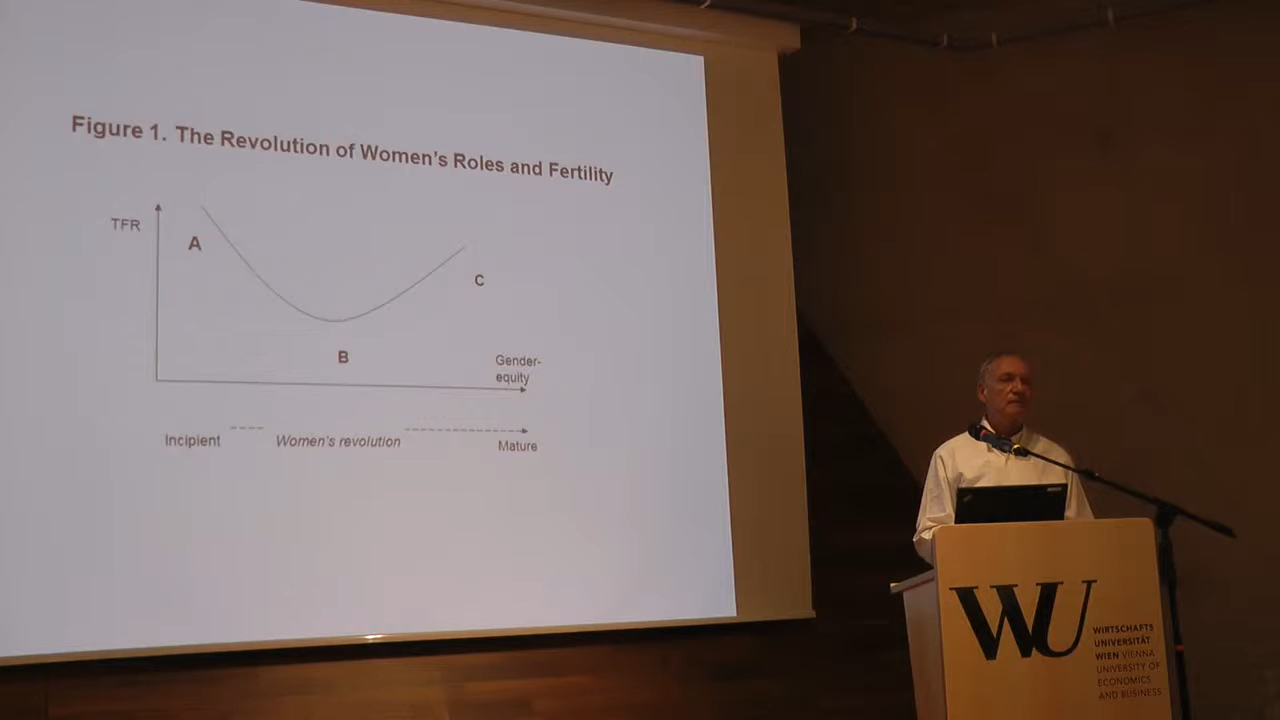 Figure 1. The Revolution of Women's Roles and Fertility
TFR
A
C
B
Gender-
equity
Incipient
Women's revolution
Mature
WU
WIRTSCHAFTS
UNIVERSITÄT
WIEN VIENNA
UNIVERSITY OF
ECONOMICS
AND BUSINESS